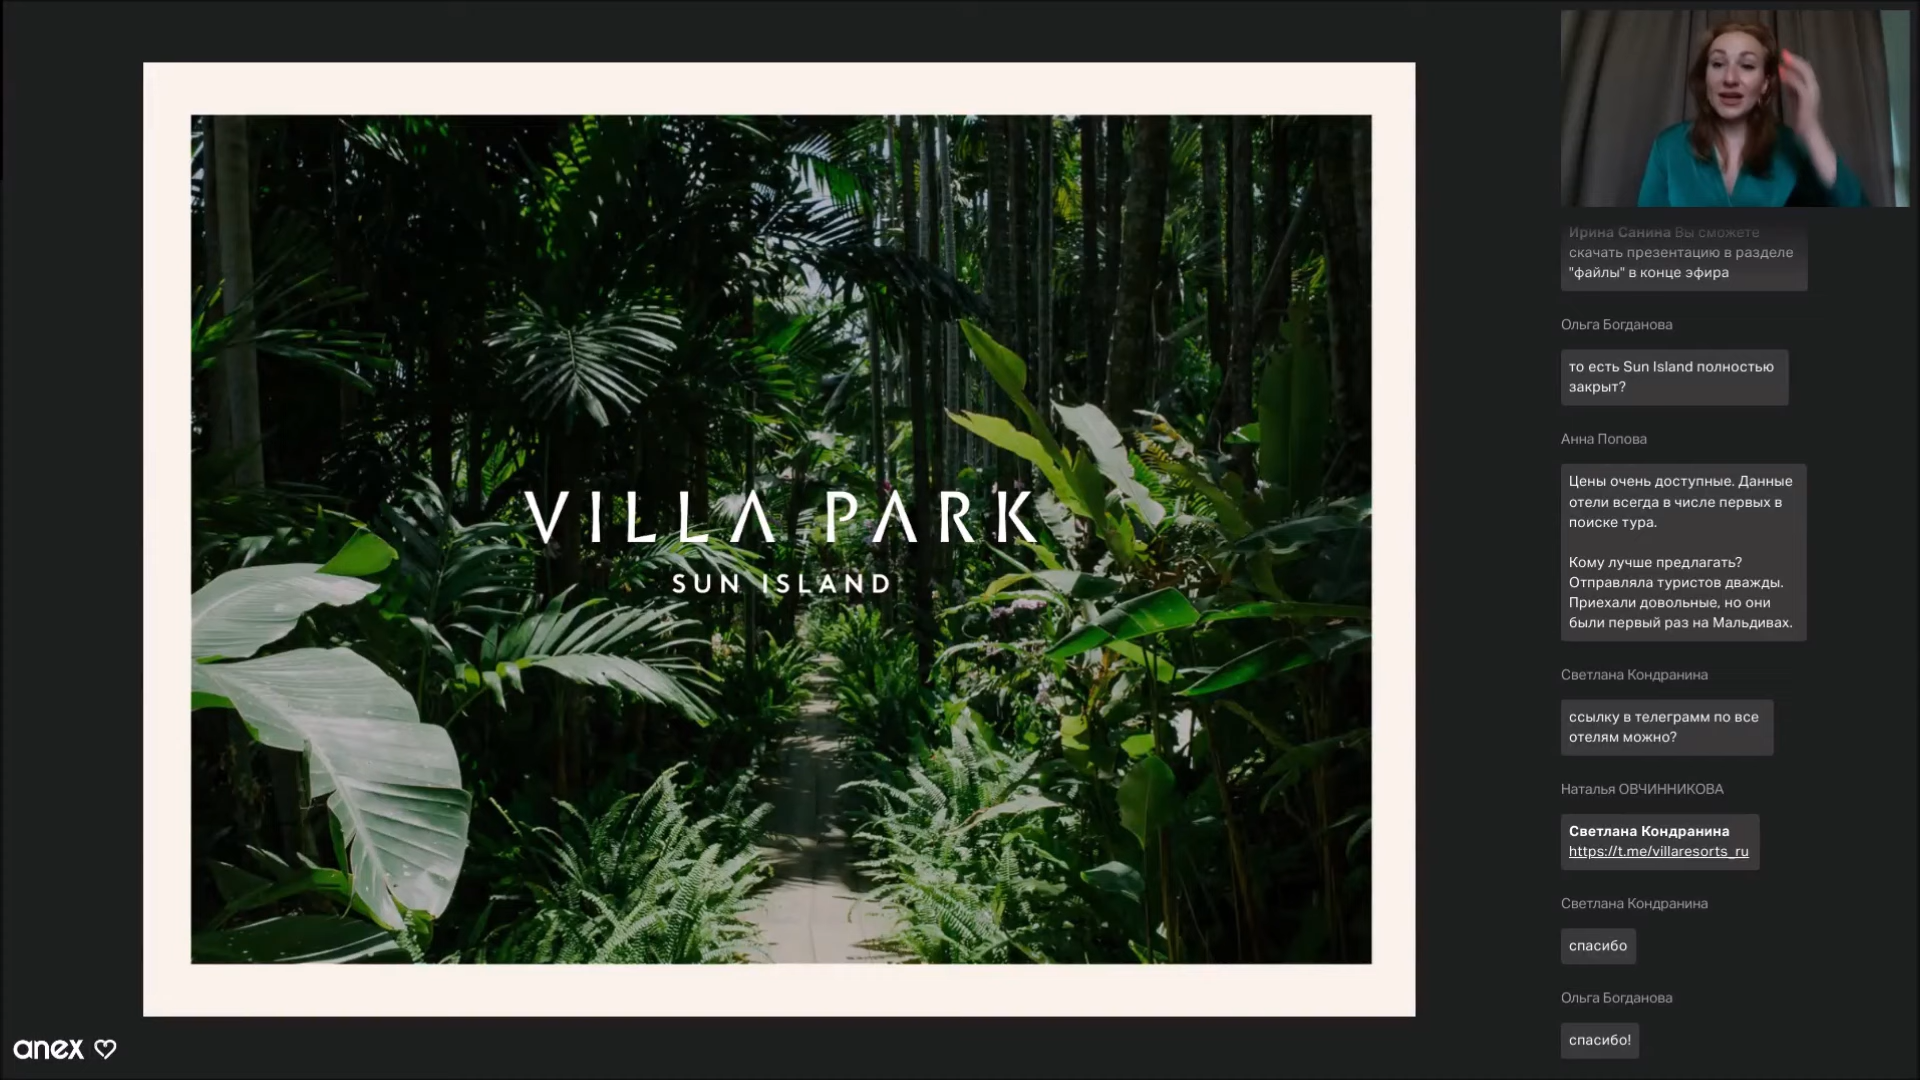 VILLA PARK
SUN ISLAND
anex
Ирина Санина Вы сможете
скачать презентацию в разделе
"файлы" в конце эфира
Ольга Богданова
то есть Sun Island полностью
закрыт?
Анна Попова
Цены очень доступные. Данные
отели всегда в числе первых в
поиске тура.
Кому лучше предлагать?
Отправляла туристов дважды.
Приехали довольные, но они
были первый раз на Мальдивах.
Светлана Кондранина
ссылку в телеграмм по все
отелям можно?
Наталья ОВЧИННИКОВА
Светлана Кондранина
https://t.me/villaresorts_ru
Светлана Кондранина
спасибо
Ольга Богданова
спасибо!